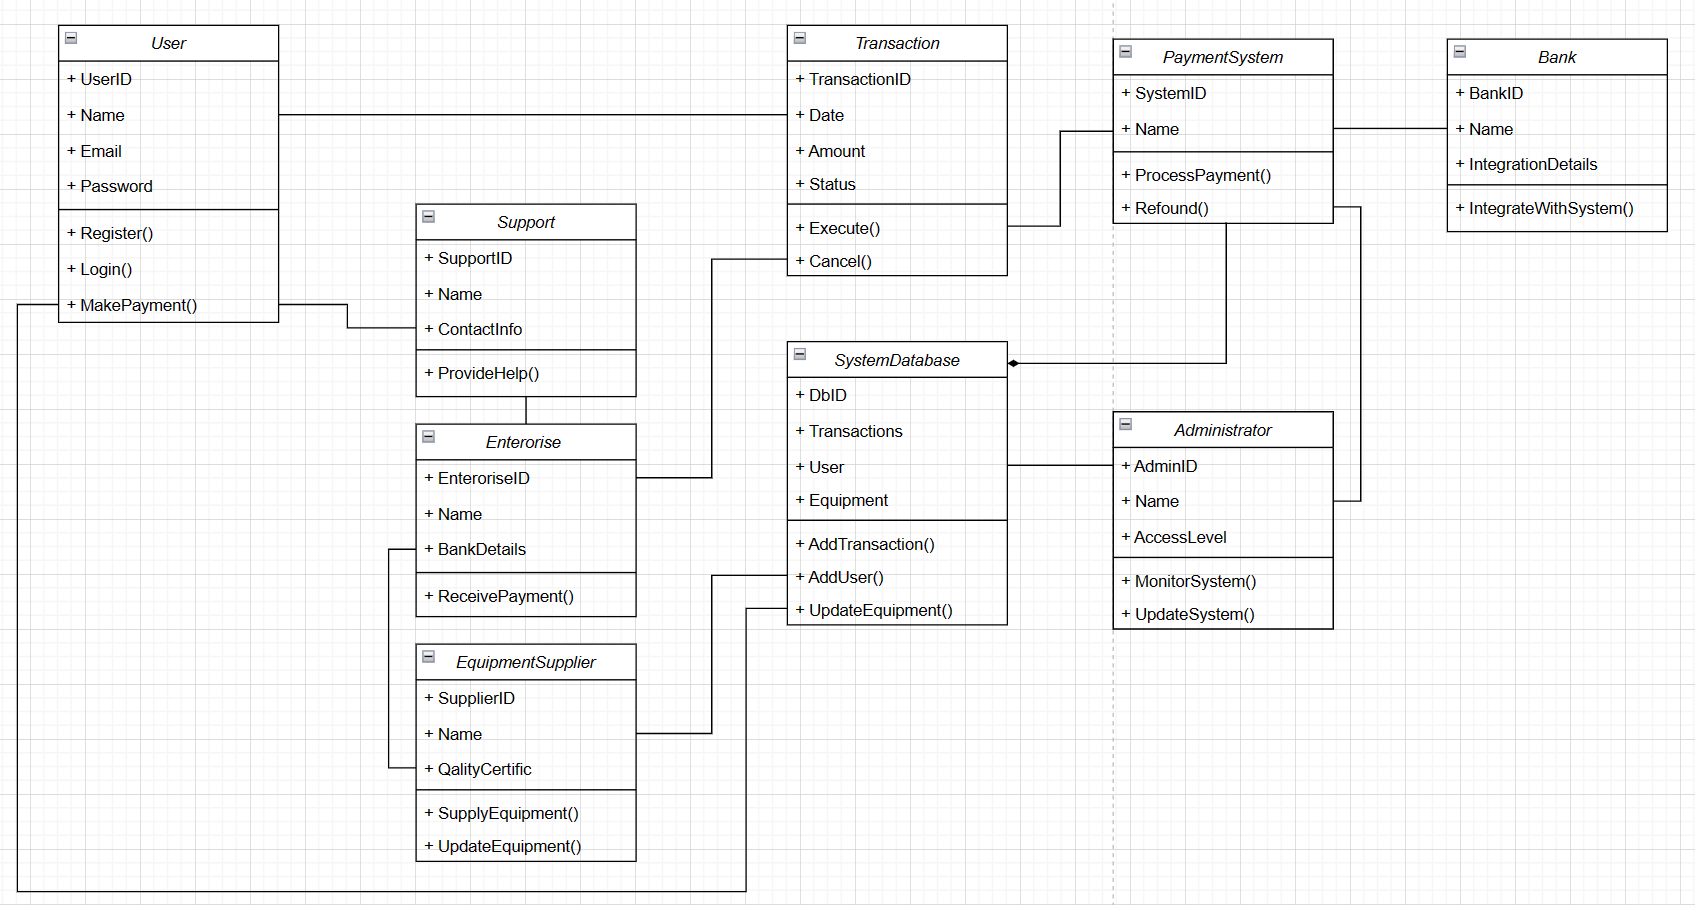 User
+ UserID
+ Name
+ Email
+ Password
+ Register()
+ Login()
+ MakePayment()
Support
+ SupportID
+ Name
+ ContactInfo
+ ProvideHelp()
Enterorise
+ EnteroriseID
+ Name
+ BankDetails
+ ReceivePayment()
EquipmentSupplier
+ SupplierID
+ Name
+ QalityCertific
+ SupplyEquipment()
+ UpdateEquipment()
Transaction
+ TransactionID
+ Date
+ Amount
+ Status
+ Execute()
+ Cancel()
SystemDatabase
+ DbID
+ Transactions
+ User
+ Equipment
+ AddTransaction()
+ AddUser()
+ UpdateEquipment()
PaymentSystem
+ SystemID
+ Name
+ ProcessPayment()
+ Refound()
Administrator
+ AdminID
+ Name
+ AccessLevel
+ MonitorSystem()
+ UpdateSystem()
Bank
+ BankID
+ Name
+ IntegrationDetails
+ IntegrateWithSystem()